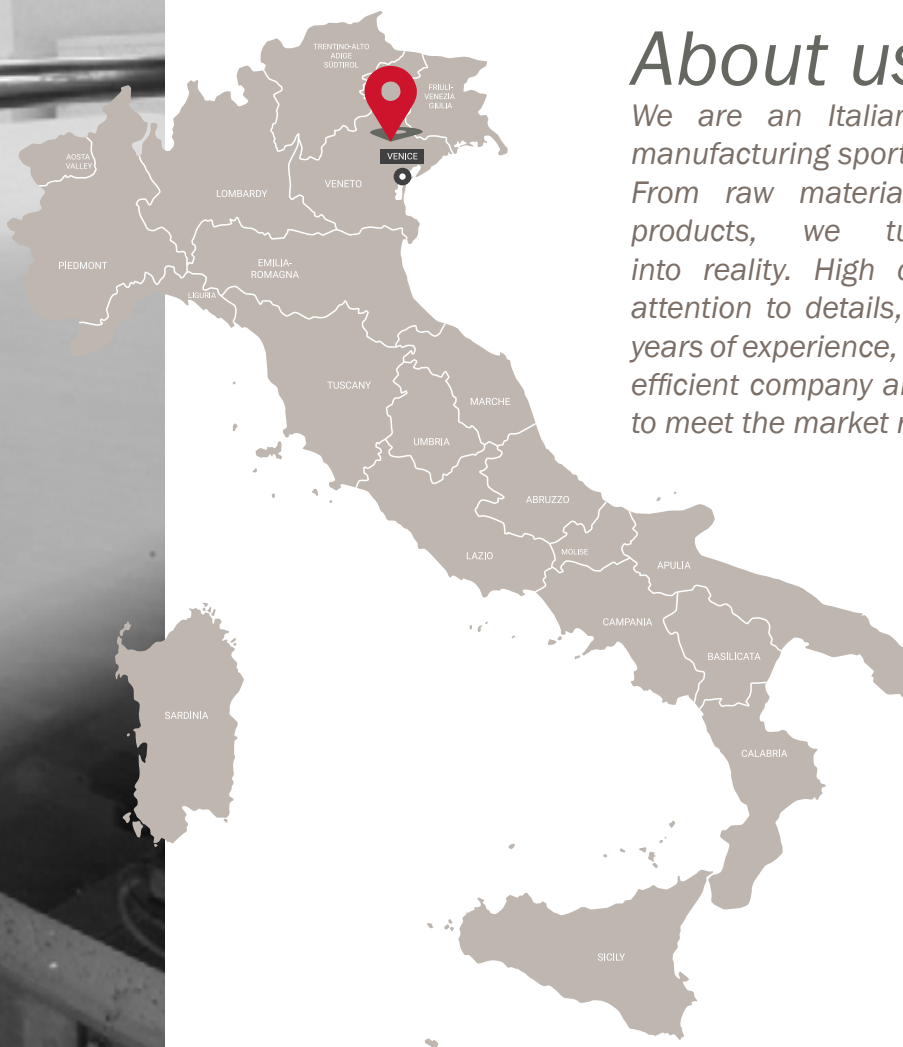 About us
We are an Italian
manufacturing sport
From raw materia
products, we tu
into reality. High
attention to details,
years of experience,
efficient company
to meet the market
TRENTINO-ALTO
ADIGE
SÜDTIROL
FRIULI-
VENEZIA
GIULIA
VENICE
AOSTA
VALLEY
LOMBARDY
VENETO
PIEDMONT
EMILIA-
ROMAGNA
LIGURIA
TUSCANY
MARCHE
UMBRIA
ABRUZZO
LAZIO
MOLISE
APULIA
CAMPANIA
BASILICATA
SARDINIA
CALABRIA
SICILY